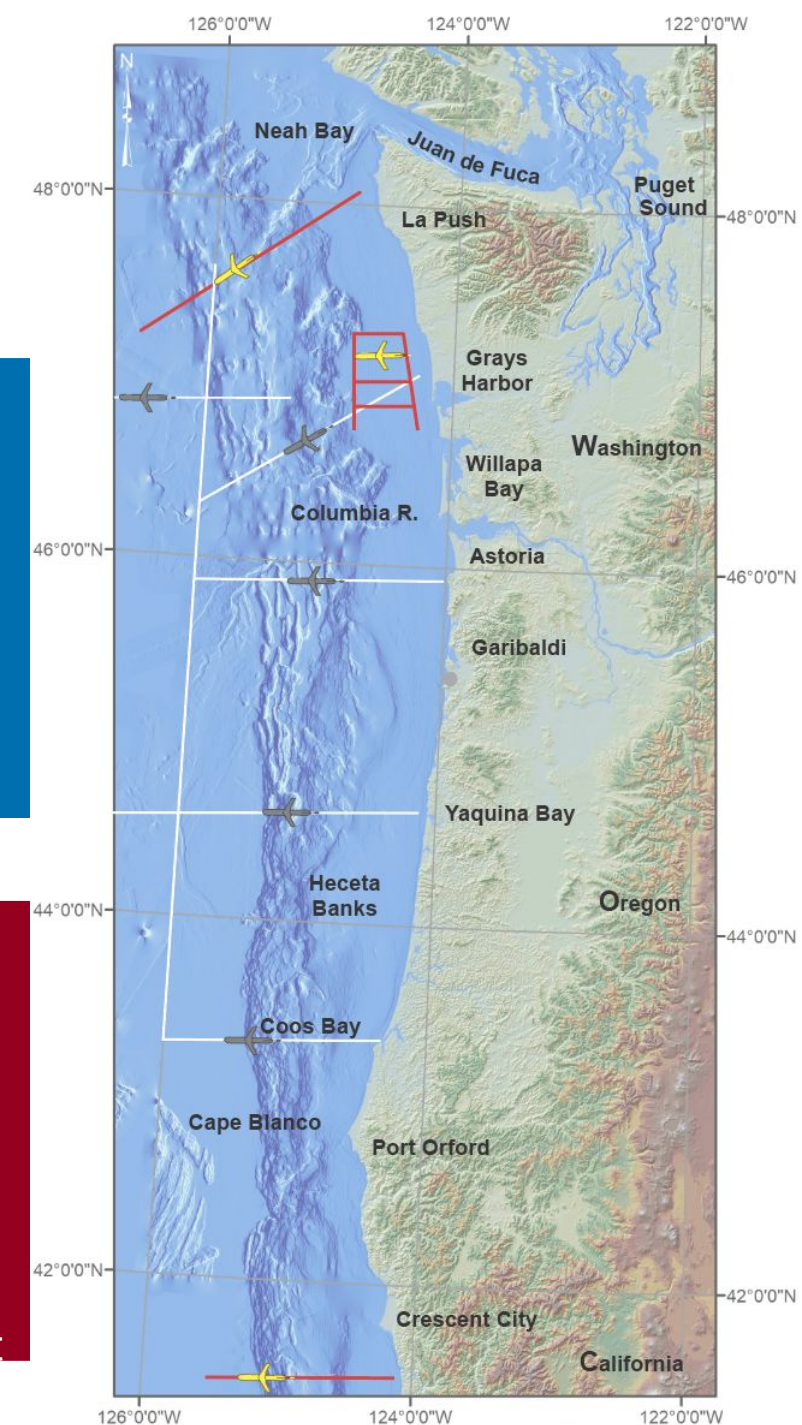 126°0'0"W 124°0'0"W 122°0'0"W
N
Neah Bay
Juan de Fuca
48°0'0"N
Puget
Sound
48°0'0"N
La Push
Grays
Harbor
Washington
Willapa
Bay
Columbia R.
46°0'0"N
Astoria
46°0'0"N
Garibaldi
Yaquina Bay
Heceta
Banks
Oregon
44°0'0"N
44°0'0"N
Coos Bay
Cape Blanco
Port Orford
42°0'0"N
42°0'0"N
Crescent City
California
126°0'0"W 124°0'0"W 122°0'0"W